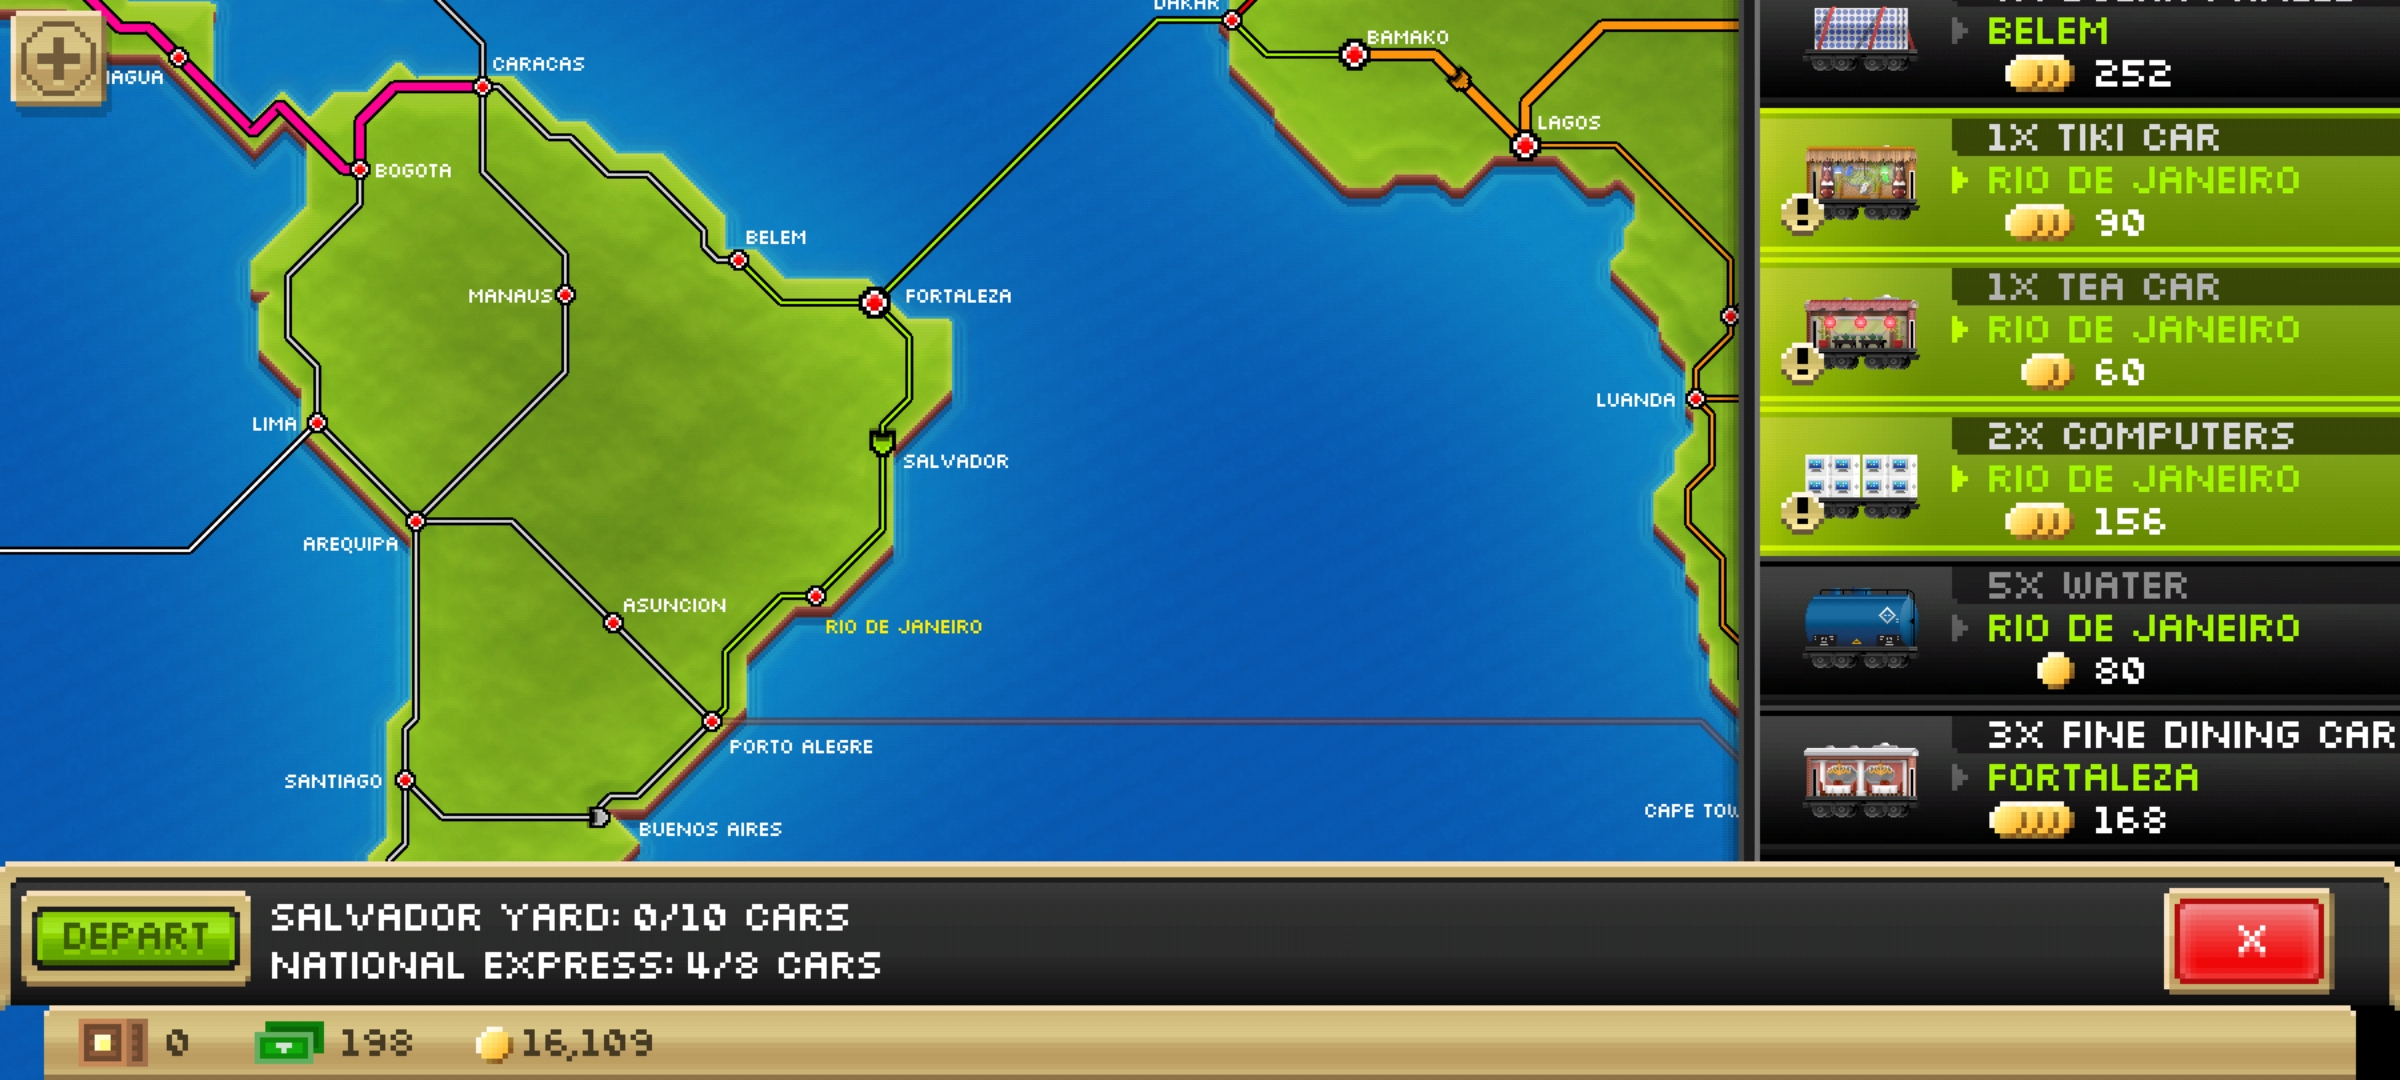 DAKAR
BAMAKO
LAGOS
CARACAS
BOGOTA
MANAUS
BELEM
FORTALEZA
LIMA
SALVADOR
LUANDA
AREQUIPA
ASUNCION
RIO DE JANEIRO
PORTO ALEGRE
SANTIAGO
BUENOS AIRES
BELEM
252
1X TIKI CAR
RIO DE JANEIRO
90
1X TEA CAR
RIO DE JANEIRO
60
2X COMPUTERS
RIO DE JANEIRO
156
5X WATER
RIO DE JANEIRO
80
3X FINE DINING CAR
FORTALEZA
168
CAPE TOW
DEPART
SALVADOR YARD: 0/10 CARS
NATIONAL EXPRESS: 4/8 CARS
X
0
198
16,109